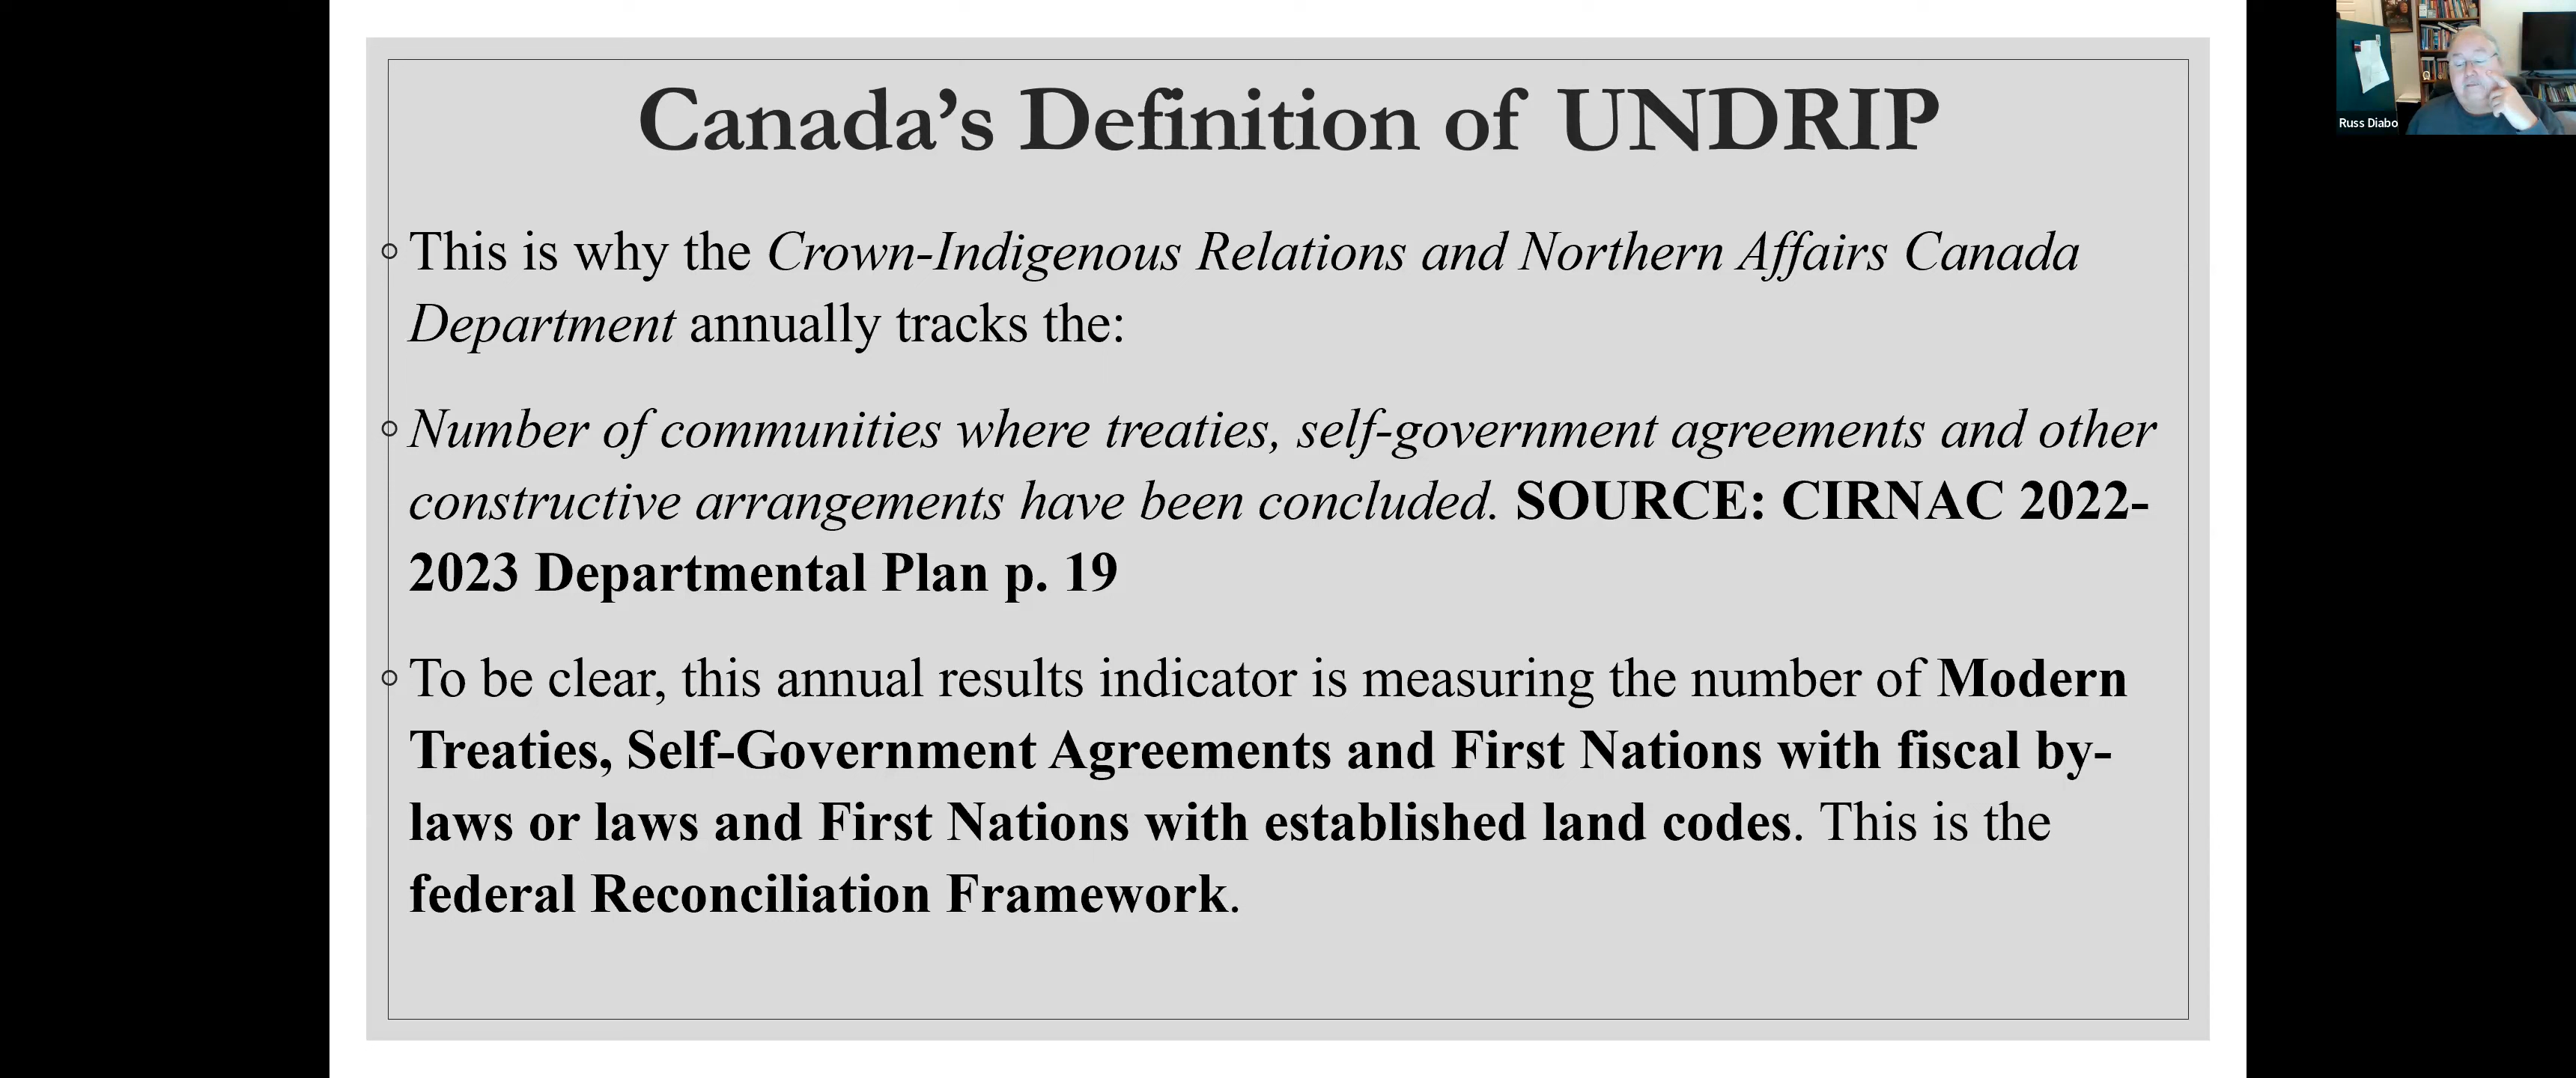 Canada's Definition of UNDRIP
Russ Diabo
◦ This is why the Crown-Indigenous Relations and Northern Affairs Canada
Department annually tracks the:
◦ Number of communities where treaties, self-government agreements and other
constructive arrangements have been concluded. SOURCE: CIRNAC 2022-
2023 Departmental Plan p. 19
◦ To be clear, this annual results indicator is measuring the number of Modern
Treaties, Self-Government Agreements and First Nations with fiscal by-
laws or laws and First Nations with established land codes. This is the
federal Reconciliation Framework.